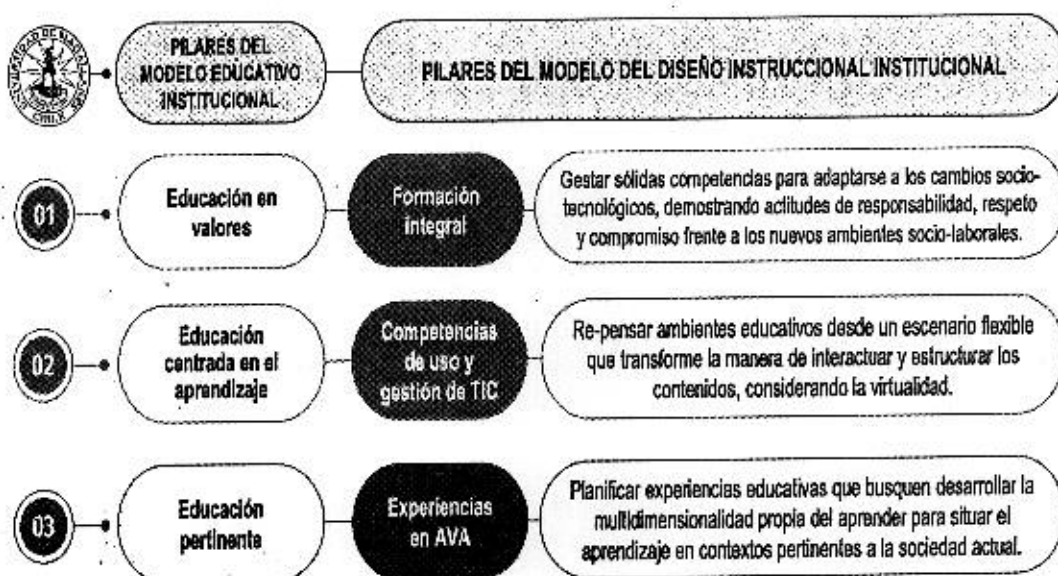 UNIVERSIDAD DE MAGALLANES
CHILE
PILARES DEL
MODELO EDUCATIVO
INSTITUCIONAL
PILARES DEL MODELO DEL DISEÑO INSTRUCCIONAL INSTITUCIONAL
01
Educación en
valores
Formación
integral
Gestar sólidas competencias para adaptarse a los cambios socio-
tecnológicos, demostrando actitudes de responsabilidad, respeto
y compromiso frente a los nuevos ambientes socio-laborales.
02
Educación
centrada en el
aprendizaje
Competencias
de uso y
gestión de TIC
Re-pensar ambientes educativos desde un escenario flexible
que transforme la manera de interactuar y estructurar los
contenidos, considerando la virtualidad.
03
Educación
pertinente
Experiencias
en AVA
Planificar experiencias educativas que busquen desarrollar la
multidimensionalidad propia del aprender para situar el
aprendizaje en contextos pertinentes a la sociedad actual.